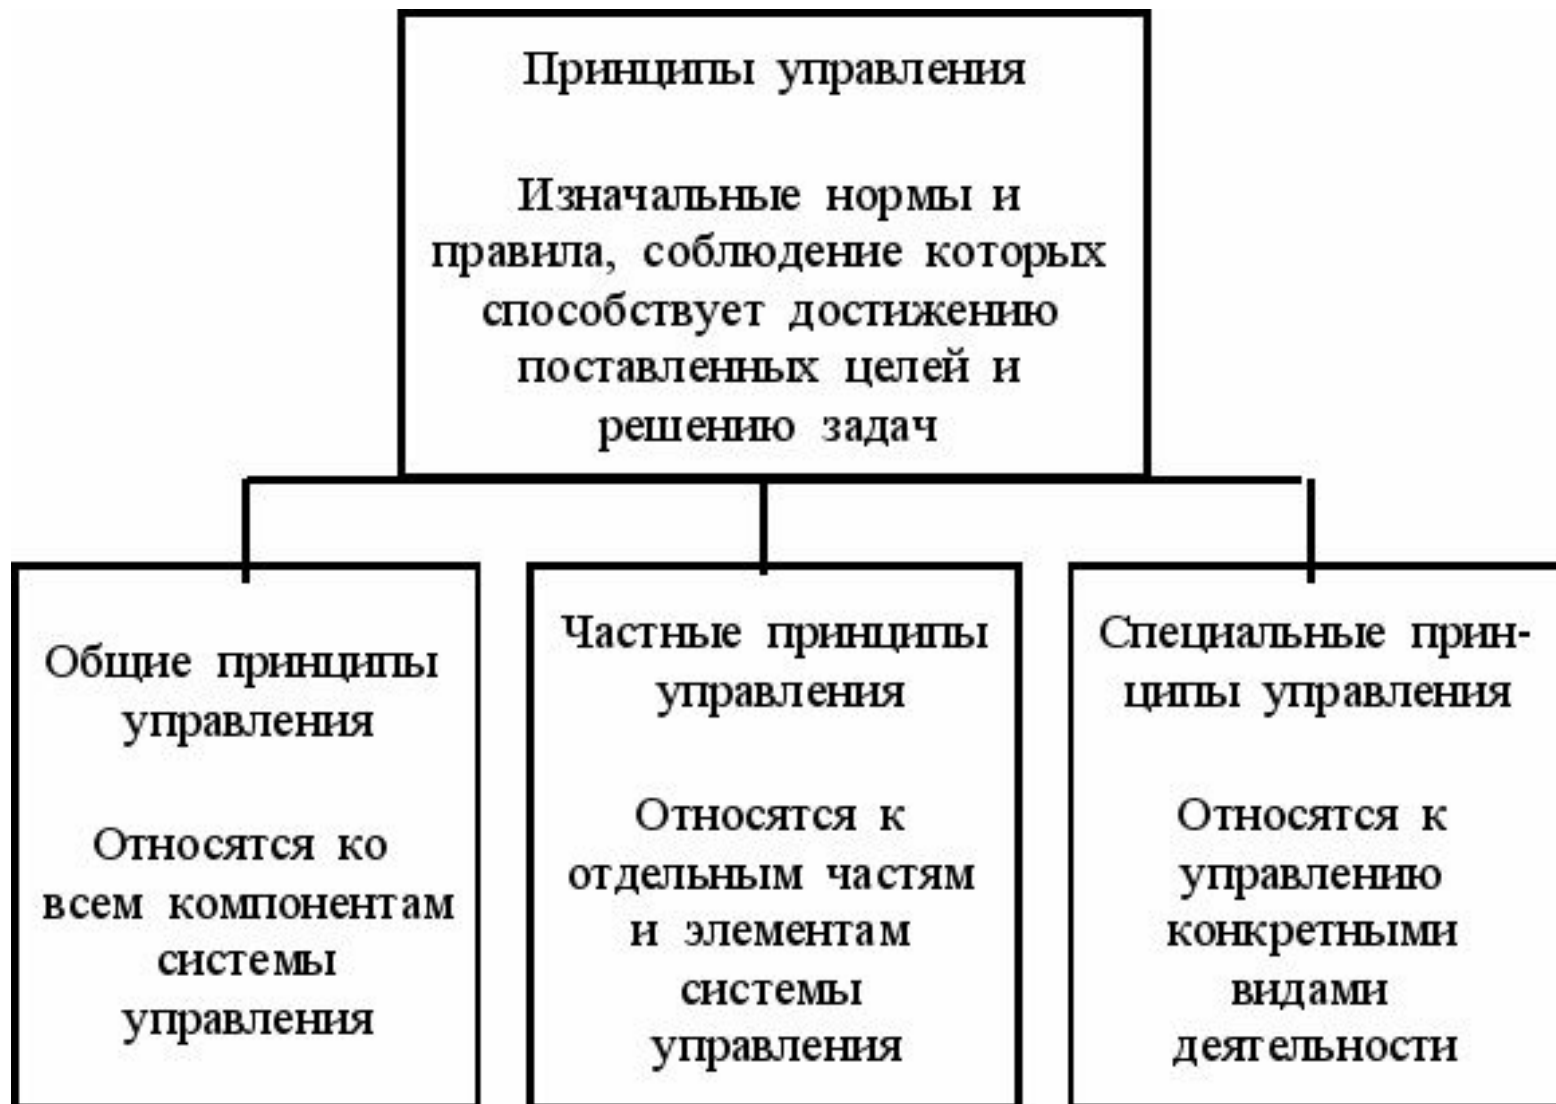 Принципы управления
Изначальные нормы и
правила, соблюдение которых
способствует достижению
поставленных целей и
решению задач
Общие принципы
управления
Относятся ко
всем компонентам
системы
управления
Частные принципы
управления
Относятся к
отдельным частям
и элементам
системы
управления
Специальные прин-
ципы управления
Относятся к
управлению
конкретными
видами
деятельности